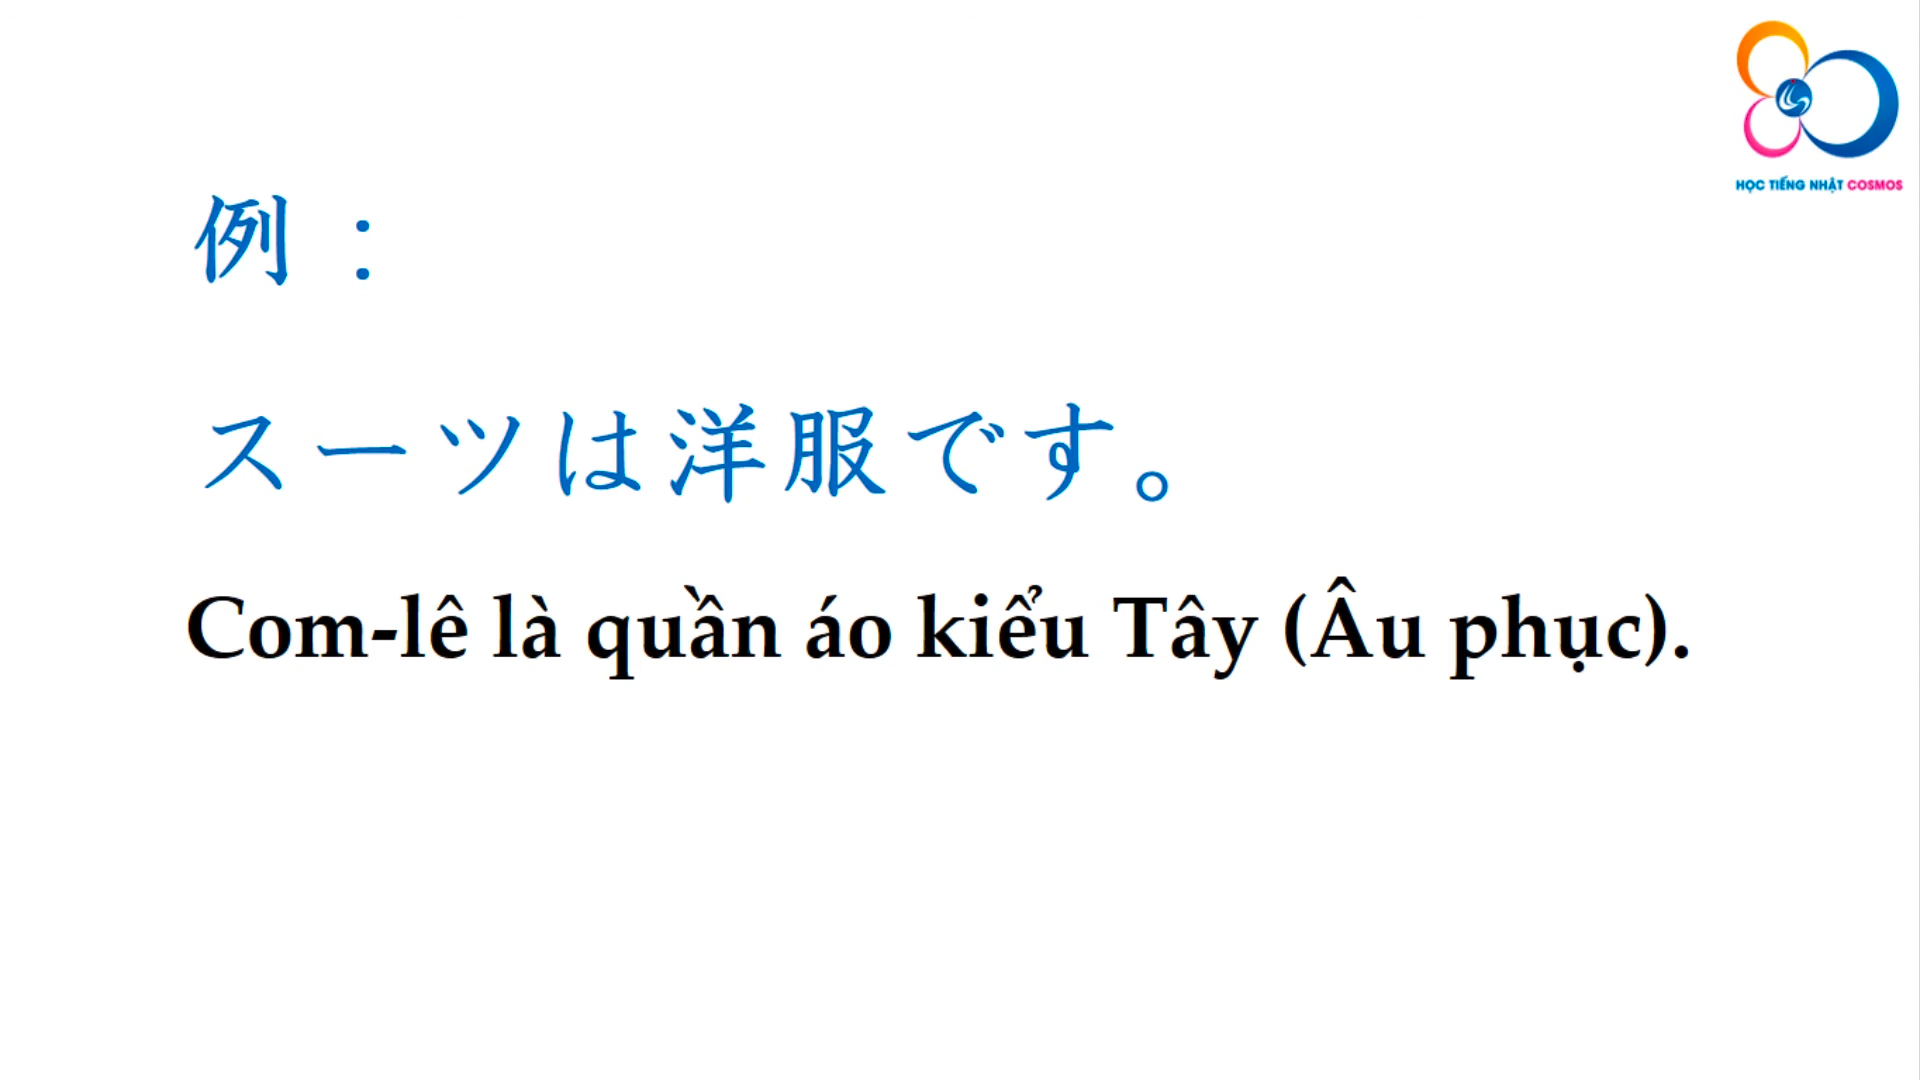 HỌC TIẾNG NHẬT COSMOS
例：
スーツは洋服です。
Com-lê là quần áo kiểu Tây (Âu phục).